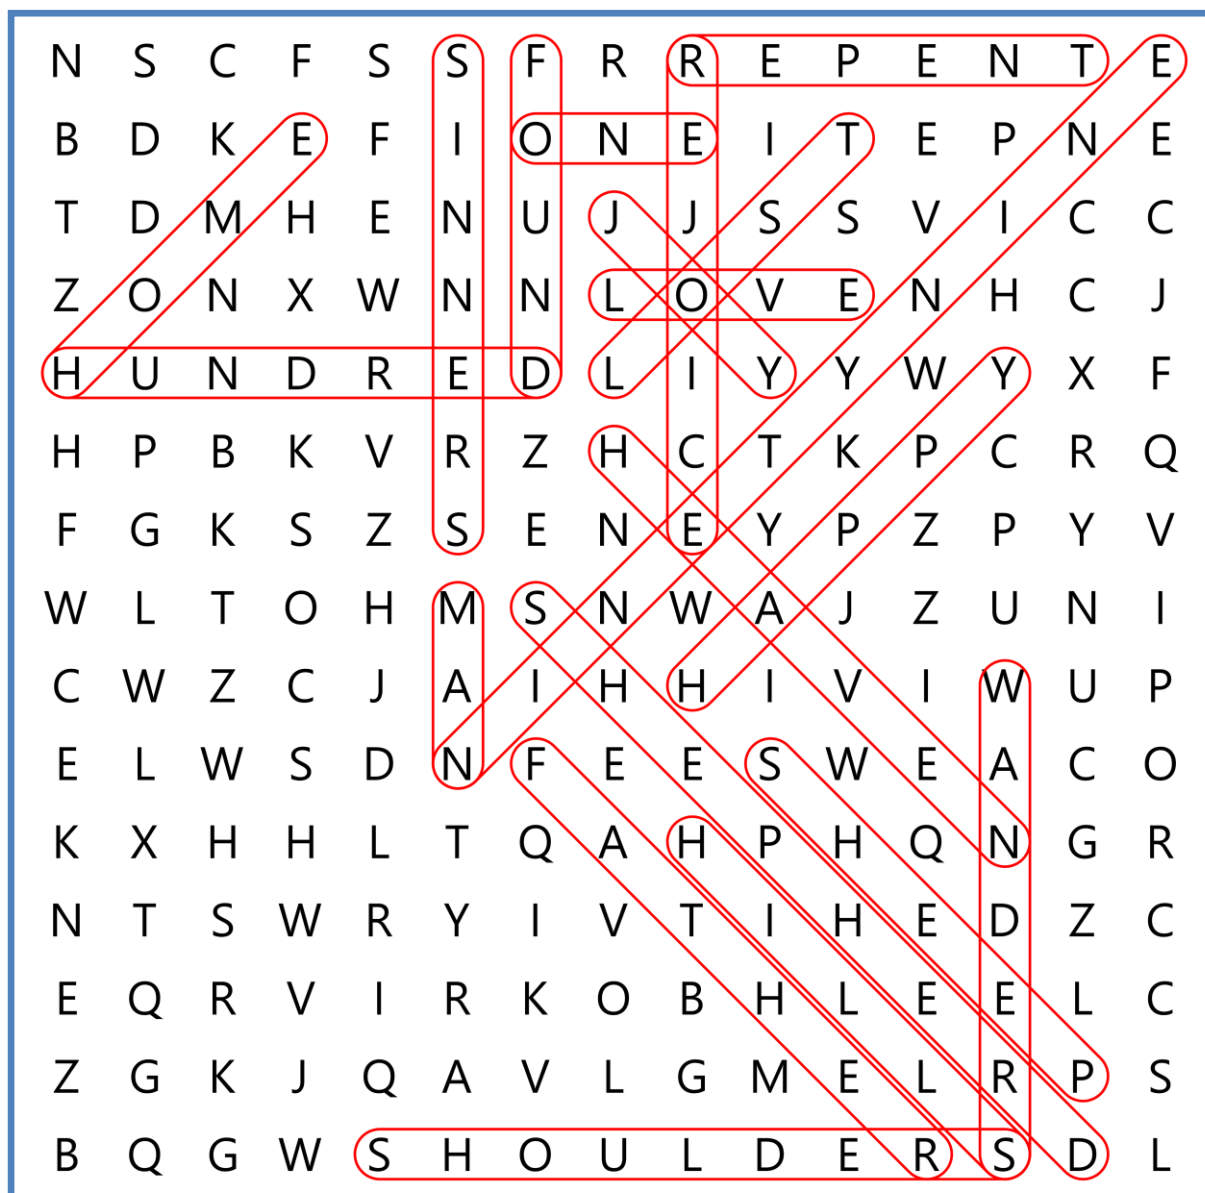 N S C F S S F R R E P E N T E
B D K E F I O N E I T E P N E
T D M H E N U J J S S V I C C
Z O N X W N N L O V E N H C J
H U N D R E D L I Y Y W Y X F
H P B K V R Z H C T K P C R Q
F G K S Z S E N E Y P Z P Y V
W L T O H M S N W A J Z U N I
C W Z C J A I H H I V I W U P
E L W S D N F E E S W E A C O
K X H H L T Q A H P H Q N G R
N T S W R Y I V T I H E D Z C
E Q R V I R K O B H L E E L C
Z G K J Q A V L G M E L R P S
B Q G W S H O U L D E R S D L